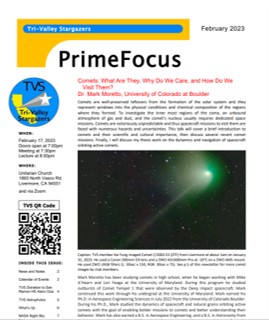 Tri-Valley Stargazers
February 2023
PrimeFocus
TVS
Tri-Valley
Stargazers
Comets: What Are They, Why Do We Care, and How Do We
Visit Them?
Dr. Mark Moretto, University of Colorado at Boulder
Comets are well-preserved leftovers from the formation of the solar system and they
represent windows into the physical conditions and chemical composition of the regions
where they formed. To investigate the inner most regions of the coma, an unbound
atmosphere of gas and dust, and the comet's nucleus usually requires dedicated space
missions. Comets are notoriously unpredictable and thus spacecraft missions to visit them are
faced with numerous hazards and uncertainties. This talk will cover a brief introduction to
comets and their scientific and cultural importance, then discuss several recent comet
missions. Finally, I will discuss my thesis work on the dynamics and navigation of spacecraft
orbiting active comets.
WHEN:
February 17, 2023
Doors open at 7:00pm
Meeting at 7:30pm
Lecture at 8:00pm
WHERE:
Unitarian Church
1893 North Vasco Rd.
Livermore, CA 94551
and via Zoom
TVS QR Code
INSIDE THIS ISSUE:
News and Notes 2
Calendar of Events 2
TVS Astrophotos 3
What's Up 5
NASA Night Sky 7
Mark Moretto has been studying comets in high school, when he began working with Mike
A'Hearn and Lori Feaga at the University of Maryland. During this program he studied
outbursts of Comet Tempel 1 that were observed by the Deep Impact spacecraft. Mark
continued this work through his undergrad at the University of Maryland. Mark earned his
Ph.D. in Aerospace Engineering Sciences in July 2022 from the University of Colorado Boulder.
During his Ph.D., Mark studied the dynamics of spacecraft and natural grains orbiting active
comets with the goal of enabling orbiter missions to comets and better understanding their
behavior. Mark has also earned a B.S. in Aerospace Engineering, and a B.S. in Astronomy from